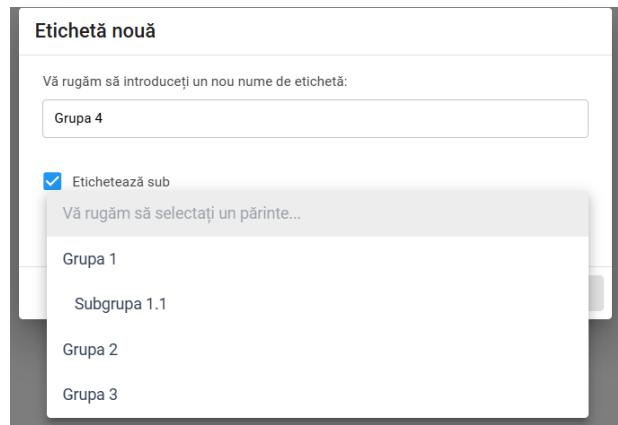 Etichetă nouă
Vă rugăm să introduceți un nou nume de etichetă:
Grupa 4
Etichetează sub
Vă rugăm să selectați un părinte...
Grupa 1
Subgrupa 1.1
Grupa 2
Grupa 3